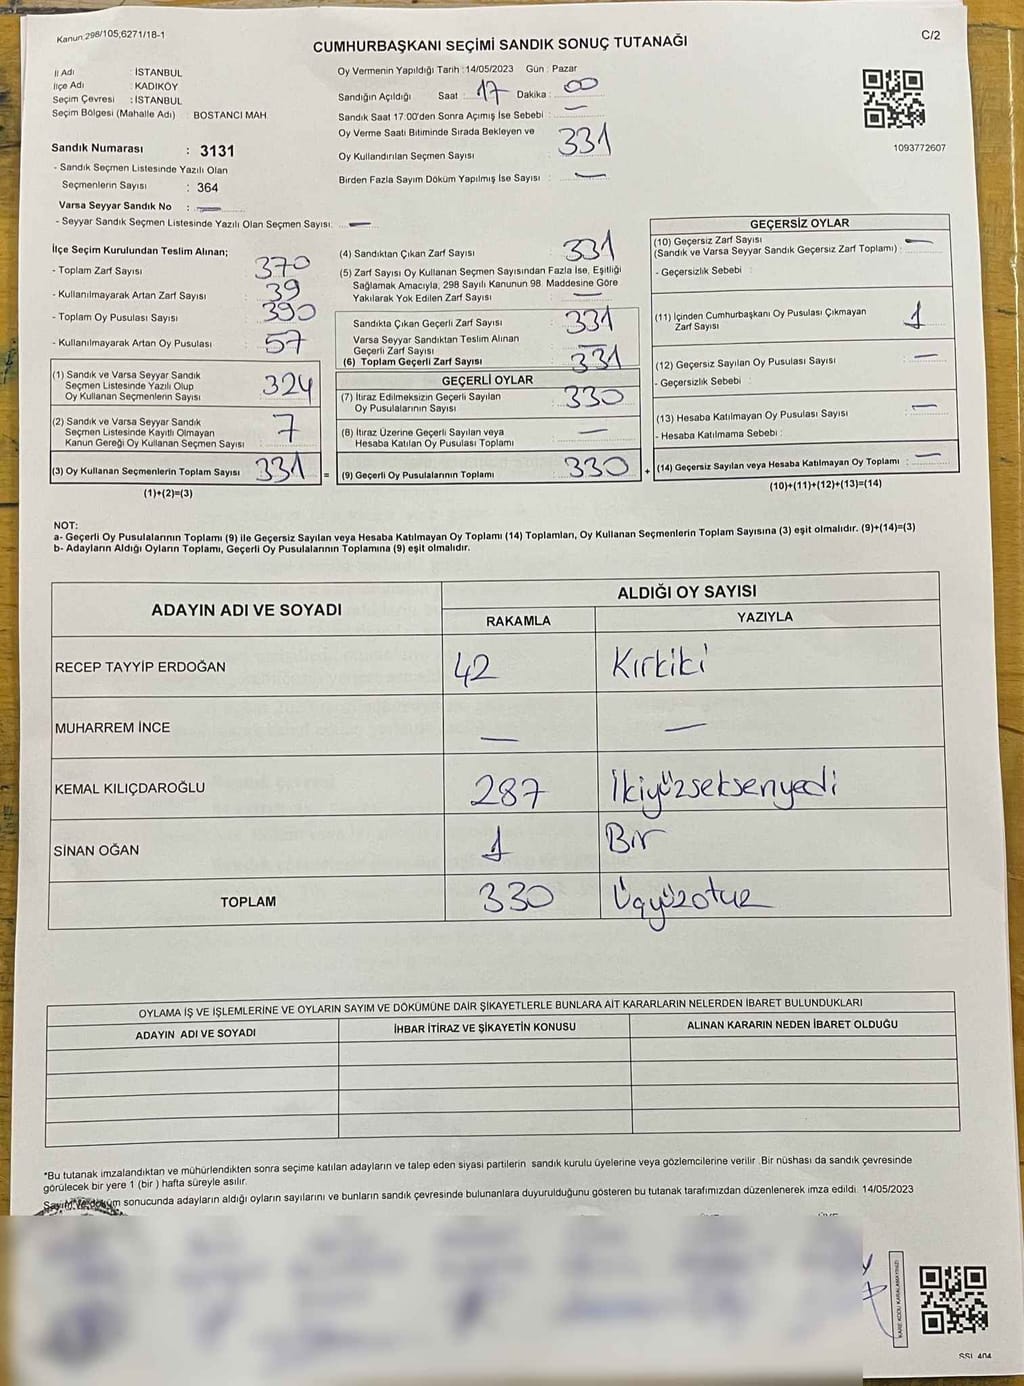 Kanun:298/105,6271/18-1
C/2
CUMHURBAŞKANI SEÇİMİ SANDIK SONUÇ TUTANAĞI
İl Adı : İSTANBUL
İlçe Adı : KADIKÖY
Seçim Çevresi : İSTANBUL
Seçim Bölgesi (Mahalle Adı) : BOSTANCI MAH
Sandık Numarası : 3131
- Sandık Seçmen Listesinde Yazılı Olan
Seçmenlerin Sayısı : 364
Varsa Seyyar Sandık No : —
- Seyyar Sandık Seçmen Listesinde Yazılı Olan Seçmen Sayısı: —
Oy Vermenin Yapıldığı Tarih :14/05/2023 Gün : Pazar
Sandığın Açıldığı Saat : 17 Dakika : 00
Sandık Saat 17:00'den Sonra Açımış İse Sebebi : —
Oy Verme Saati Bitiminde Sırada Bekleyen ve
Oy Kullandırılan Seçmen Sayısı : 331
Birden Fazla Sayım Döküm Yapılmış İse Sayısı : —
1093772607
İlçe Seçim Kurulundan Teslim Alınan;
- Toplam Zarf Sayısı : 370
- Kullanılmayarak Artan Zarf Sayısı : 39
- Toplam Oy Pusulası Sayısı : 390
- Kullanılmayarak Artan Oy Pusulası : 57
(1) Sandık ve Varsa Seyyar Sandık
Seçmen Listesinde Yazılı Olup
Oy Kullanan Seçmenlerin Sayısı : 324
(2) Sandık ve Varsa Seyyar Sandık
Seçmen Listesinde Kayıtlı Olmayan
Kanun Gereği Oy Kullanan Seçmen Sayısı : 7
(3) Oy Kullanan Seçmenlerin Toplam Sayısı : 331
(1)+(2)=(3)
=
(4) Sandıktan Çıkan Zarf Sayısı : 331
(5) Zarf Sayısı Oy Kullanan Seçmen Sayısından Fazla İse, Eşitliği
Sağlamak Amacıyla, 298 Sayılı Kanunun 98. Maddesine Göre
Yakılarak Yok Edilen Zarf Sayısı : —
Sandıkta Çıkan Geçerli Zarf Sayısı : 331
Varsa Seyyar Sandıktan Teslim Alınan
Geçerli Zarf Sayısı : —
(6) Toplam Geçerli Zarf Sayısı : 331
GEÇERLİ OYLAR
(7) İtiraz Edilmeksizin Geçerli Sayılan
Oy Pusulalarının Sayısı : 330
(8) İtiraz Üzerine Geçerli Sayılan veya
Hesaba Katılan Oy Pusulası Toplamı : —
(9) Geçerli Oy Pusulalarının Toplamı : 330
+
GEÇERSİZ OYLAR
(10) Geçersiz Zarf Sayısı
(Sandık ve Varsa Seyyar Sandık Geçersiz Zarf Toplamı) : —
- Geçersizlik Sebebi :
(11) İçinden Cumhurbaşkanı Oy Pusulası Çıkmayan
Zarf Sayısı : 1
(12) Geçersiz Sayılan Oy Pusulası Sayısı : —
- Geçersizlik Sebebi :
(13) Hesaba Katılmayan Oy Pusulası Sayısı : —
- Hesaba Katılmama Sebebi :
(14) Geçersiz Sayılan veya Hesaba Katılmayan Oy Toplamı : —
(10)+(11)+(12)+(13)=(14)
NOT:
a- Geçerli Oy Pusulalarının Toplamı (9) ile Geçersiz Sayılan veya Hesaba Katılmayan Oy Toplamı (14) Toplamları, Oy Kullanan Seçmenlerin Toplam Sayısına (3) eşit olmalıdır. (9)+(14)=(3)
b- Adayların Aldığı Oyların Toplamı, Geçerli Oy Pusulalarının Toplamına (9) eşit olmalıdır.
ADAYIN ADI VE SOYADI
ALDIĞI OY SAYISI
RAKAMLA YAZIYLA
RECEP TAYYİP ERDOĞAN 42 Kırkiki
MUHARREM İNCE — —
KEMAL KILIÇDAROĞLU 287 İkiyüzseksenyedi
SİNAN OĞAN 1 Bir
TOPLAM 330 Üçyüzotuz
OYLAMA İŞ VE İŞLEMLERİNE VE OYLARIN SAYIM VE DÖKÜMÜNE DAİR ŞİKAYETLERLE BUNLARA AİT KARARLARIN NELERDEN İBARET BULUNDUKLARI
ADAYIN ADI VE SOYADI İHBAR İTİRAZ VE ŞİKAYETİN KONUSU ALINAN KARARIN NEDEN İBARET OLDUĞU
*Bu tutanak imzalandıktan ve mühürlendikten sonra seçime katılan adayların ve talep eden siyasi partilerin sandık kurulu üyelerine veya gözlemcilerine verilir. Bir nüshası da sandık çevresinde
görülecek bir yere 1 (bir) hafta süreyle asılır.
Sayım ve döküm sonucunda adayların aldığı oyların sayılarını ve bunların sandık çevresinde bulunanlara duyurulduğunu gösteren bu tutanak tarafımızdan düzenlenerek imza edildi. 14/05/2023
KARE KODU KARALAMAYINIZ!
SSL 404